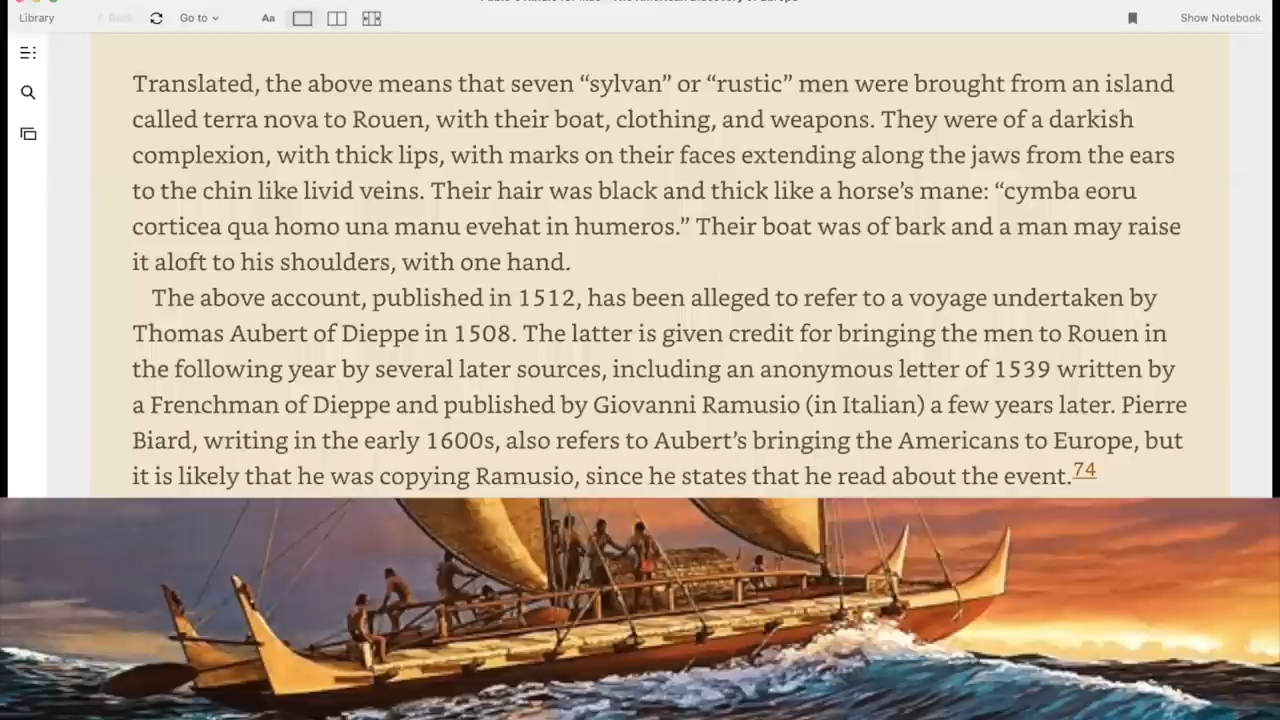 Library
Back
Go to
Aa
Show Notebook
Translated, the above means that seven “sylvan” or “rustic” men were brought from an island
called terra nova to Rouen, with their boat, clothing, and weapons. They were of a darkish
complexion, with thick lips, with marks on their faces extending along the jaws from the ears
to the chin like livid veins. Their hair was black and thick like a horse’s mane: “cymba eoru
corticea qua homo una manu evehat in humeros.” Their boat was of bark and a man may raise
it aloft to his shoulders, with one hand.
The above account, published in 1512, has been alleged to refer to a voyage undertaken by
Thomas Aubert of Dieppe in 1508. The latter is given credit for bringing the men to Rouen in
the following year by several later sources, including an anonymous letter of 1539 written by
a Frenchman of Dieppe and published by Giovanni Ramusio (in Italian) a few years later. Pierre
Biard, writing in the early 1600s, also refers to Aubert’s bringing the Americans to Europe, but
it is likely that he was copying Ramusio, since he states that he read about the event.74